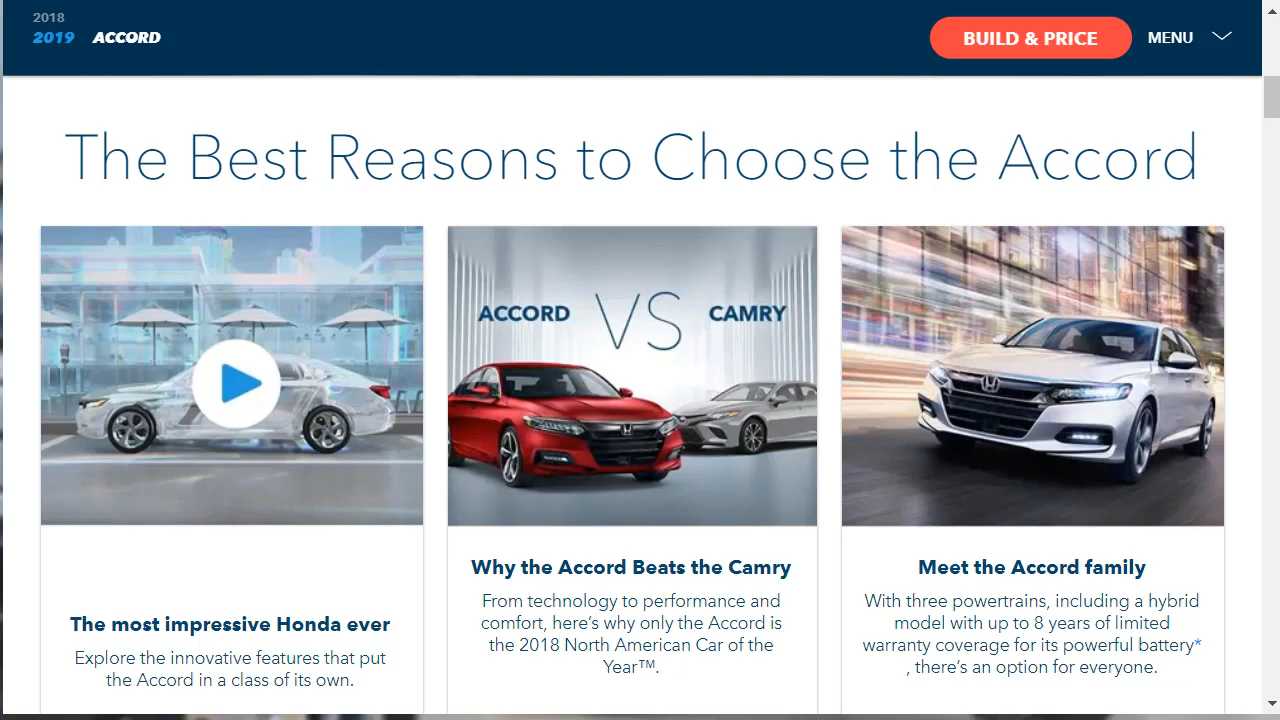 2018
2019 ACCORD
BUILD & PRICE
MENU
The Best Reasons to Choose the Accord
ACCORD VS CAMRY
The most impressive Honda ever
Explore the innovative features that put
the Accord in a class of its own.
Why the Accord Beats the Camry
From technology to performance and
comfort, here’s why only the Accord is
the 2018 North American Car of the
Year™.
Meet the Accord family
With three powertrains, including a hybrid
model with up to 8 years of limited
warranty coverage for its powerful battery*
, there’s an option for everyone.